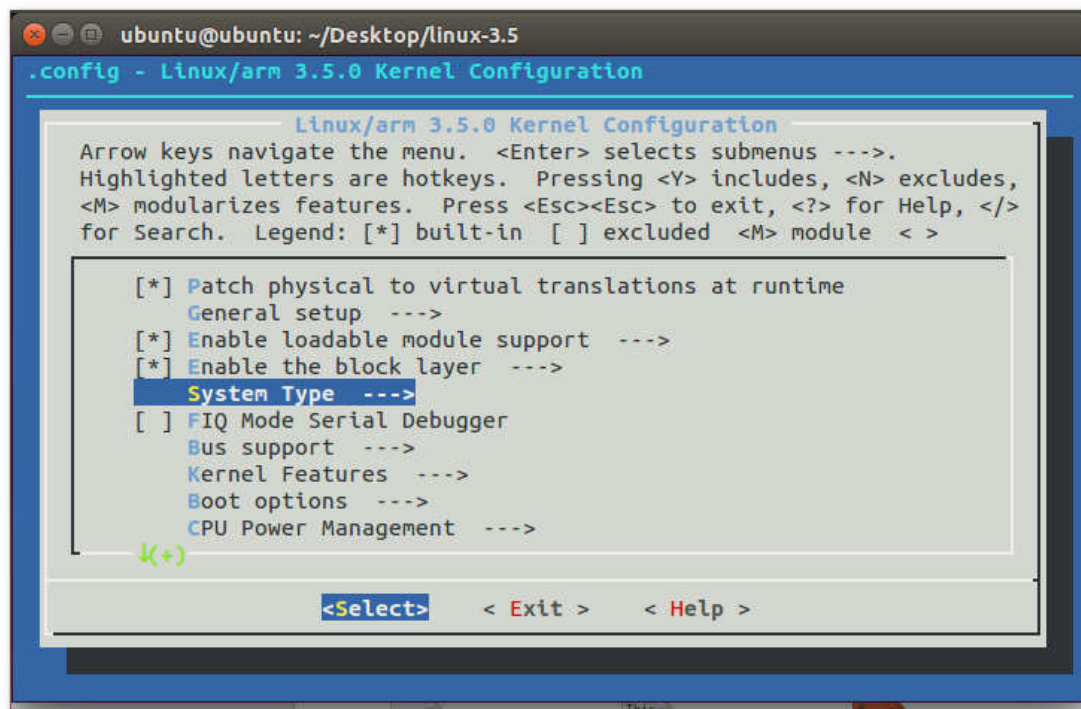 ubuntu@ubuntu: ~/Desktop/linux-3.5
.config - Linux/arm 3.5.0 Kernel Configuration
Linux/arm 3.5.0 Kernel Configuration
Arrow keys navigate the menu.  <Enter> selects submenus --->.
Highlighted letters are hotkeys.  Pressing <Y> includes, <N> excludes,
<M> modularizes features.  Press <Esc><Esc> to exit, <?> for Help, </>
for Search.  Legend: [*] built-in  [ ] excluded  <M> module  < >
[*] Patch physical to virtual translations at runtime
General setup  --->
[*] Enable loadable module support  --->
[*] Enable the block layer  --->
System Type  --->
[ ] FIQ Mode Serial Debugger
Bus support  --->
Kernel Features  --->
Boot options  --->
CPU Power Management  --->
↓(+)
<Select>    < Exit >    < Help >